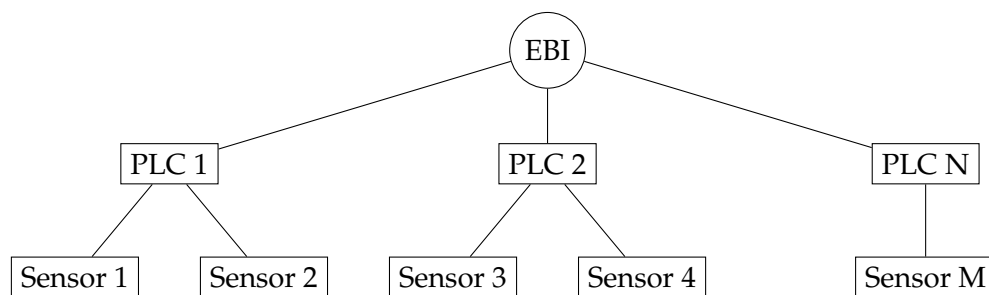 EBI
PLC 1
PLC 2
PLC N
Sensor 1
Sensor 2
Sensor 3
Sensor 4
Sensor M